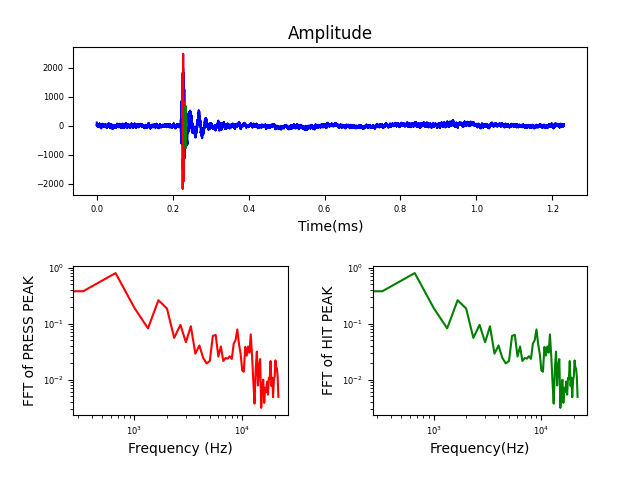 Amplitude
2000
1000
0
−1000
−2000
0.0 0.2 0.4 0.6 0.8 1.0 1.2
Time(ms)
FFT of PRESS PEAK
10⁰
10⁻¹
10⁻²
10³ 10⁴
Frequency (Hz)
FFT of HIT PEAK
10⁰
10⁻¹
10⁻²
10³ 10⁴
Frequency(Hz)